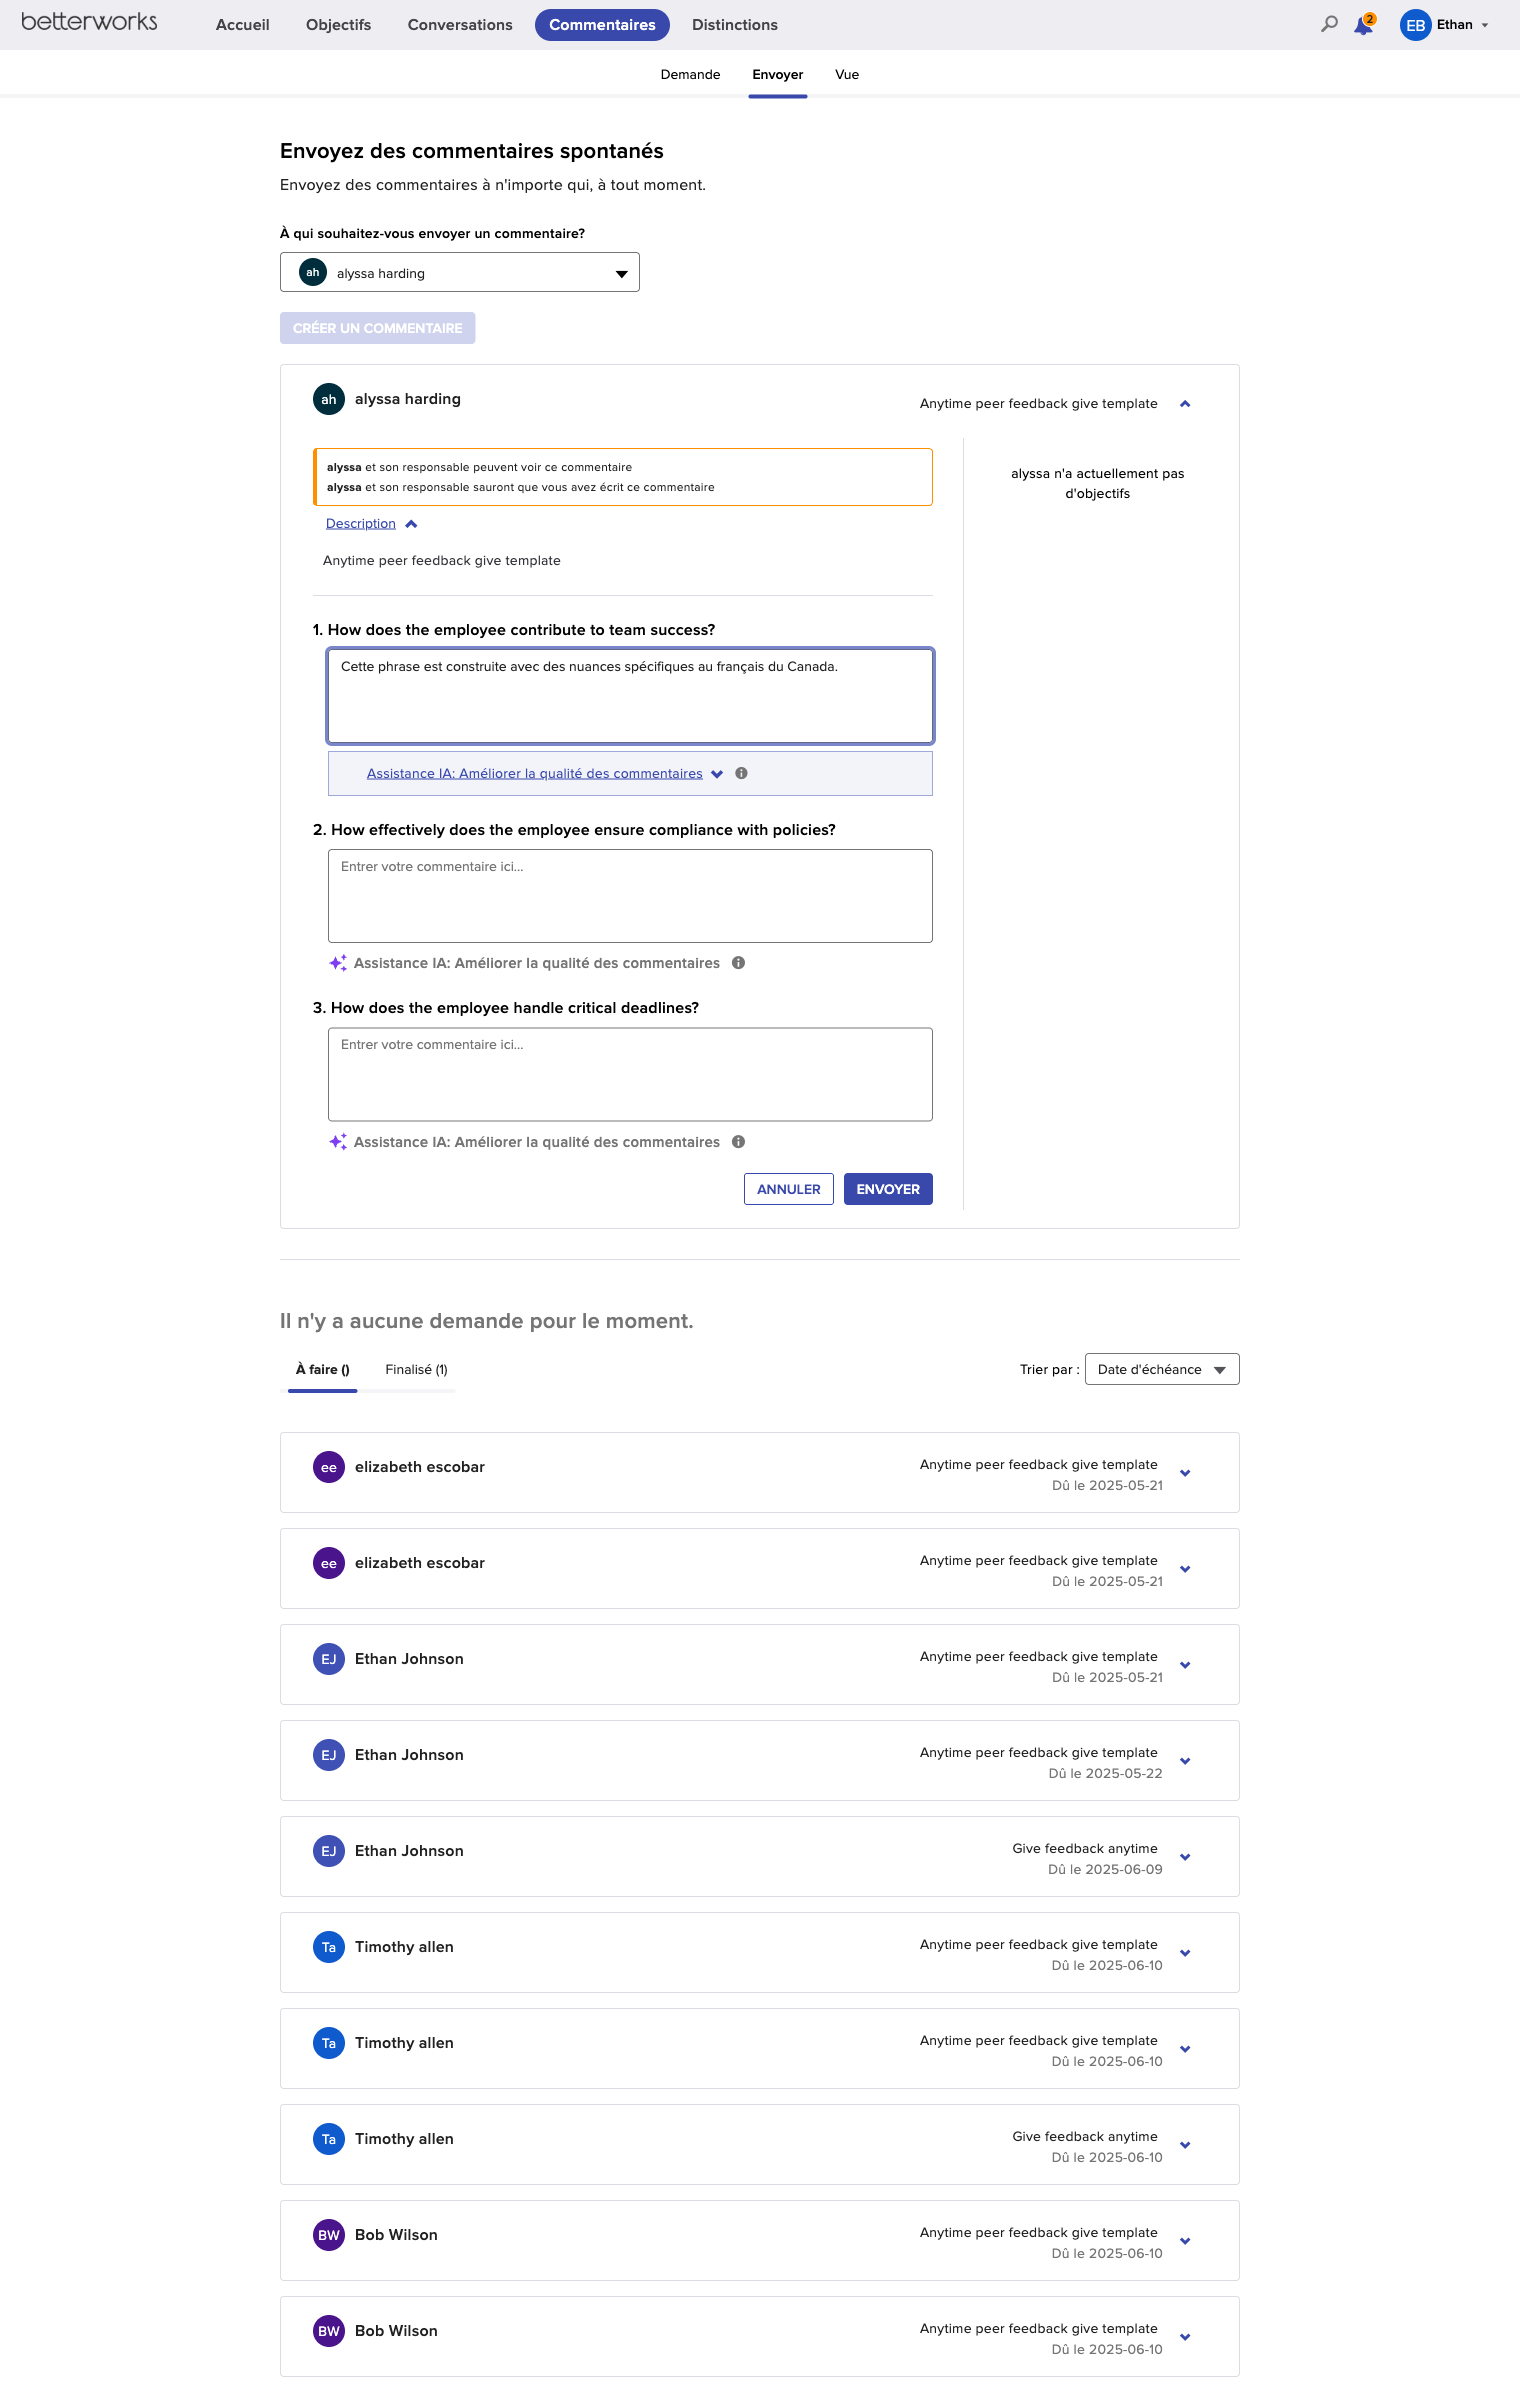 betterworks
Accueil
Objectifs
Conversations
Commentaires
Distinctions
2
EB
Ethan
Demande
Envoyer
Vue
Envoyez des commentaires spontanés
Envoyez des commentaires à n'importe qui, à tout moment.
À qui souhaitez-vous envoyer un commentaire?
ah alyssa harding
CRÉER UN COMMENTAIRE
ah alyssa harding
Anytime peer feedback give template
alyssa et son responsable peuvent voir ce commentaire
alyssa et son responsable sauront que vous avez écrit ce commentaire
alyssa n'a actuellement pas
d'objectifs
Description
Anytime peer feedback give template
1. How does the employee contribute to team success?
Cette phrase est construite avec des nuances spécifiques au français du Canada.
Assistance IA: Améliorer la qualité des commentaires
2. How effectively does the employee ensure compliance with policies?
Entrer votre commentaire ici...
Assistance IA: Améliorer la qualité des commentaires
3. How does the employee handle critical deadlines?
Entrer votre commentaire ici...
Assistance IA: Améliorer la qualité des commentaires
ANNULER
ENVOYER
Il n'y a aucune demande pour le moment.
À faire ()
Finalisé (1)
Trier par :
Date d'échéance
ee elizabeth escobar
Anytime peer feedback give template
Dû le 2025-05-21
ee elizabeth escobar
Anytime peer feedback give template
Dû le 2025-05-21
EJ Ethan Johnson
Anytime peer feedback give template
Dû le 2025-05-21
EJ Ethan Johnson
Anytime peer feedback give template
Dû le 2025-05-22
EJ Ethan Johnson
Give feedback anytime
Dû le 2025-06-09
Ta Timothy allen
Anytime peer feedback give template
Dû le 2025-06-10
Ta Timothy allen
Anytime peer feedback give template
Dû le 2025-06-10
Ta Timothy allen
Give feedback anytime
Dû le 2025-06-10
BW Bob Wilson
Anytime peer feedback give template
Dû le 2025-06-10
BW Bob Wilson
Anytime peer feedback give template
Dû le 2025-06-10